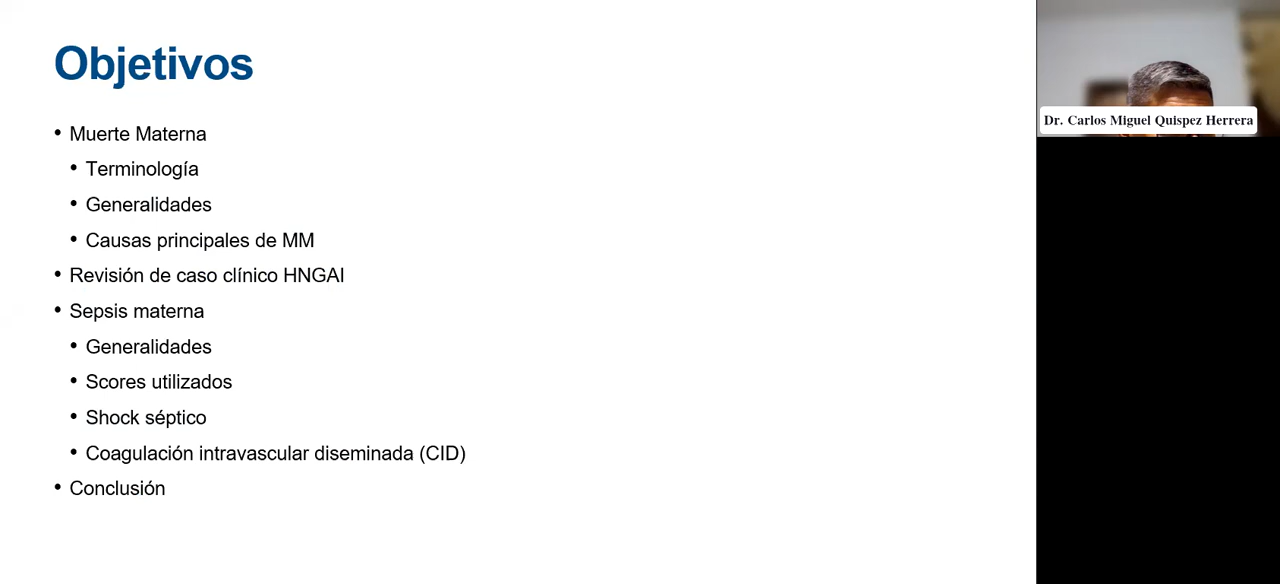 Objetivos
• Muerte Materna
• Terminología
• Generalidades
• Causas principales de MM
• Revisión de caso clínico HNGAI
• Sepsis materna
• Generalidades
• Scores utilizados
• Shock séptico
• Coagulación intravascular diseminada (CID)
• Conclusión
Dr. Carlos Miguel Quispez Herrera